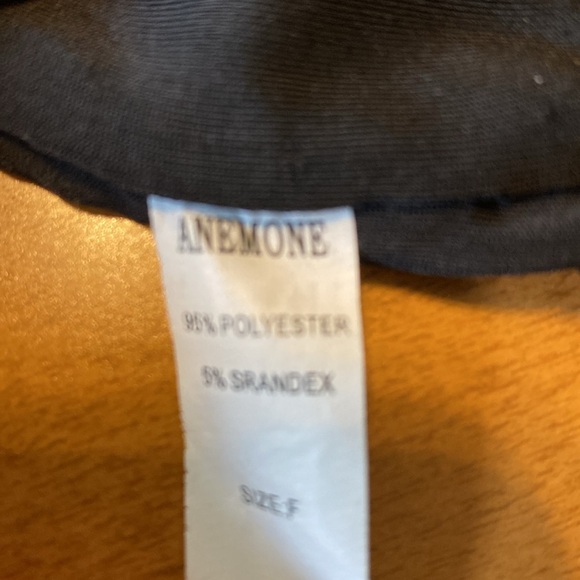 ANEMONE
95% POLYESTER
5% SRANDEX
SIZE:F